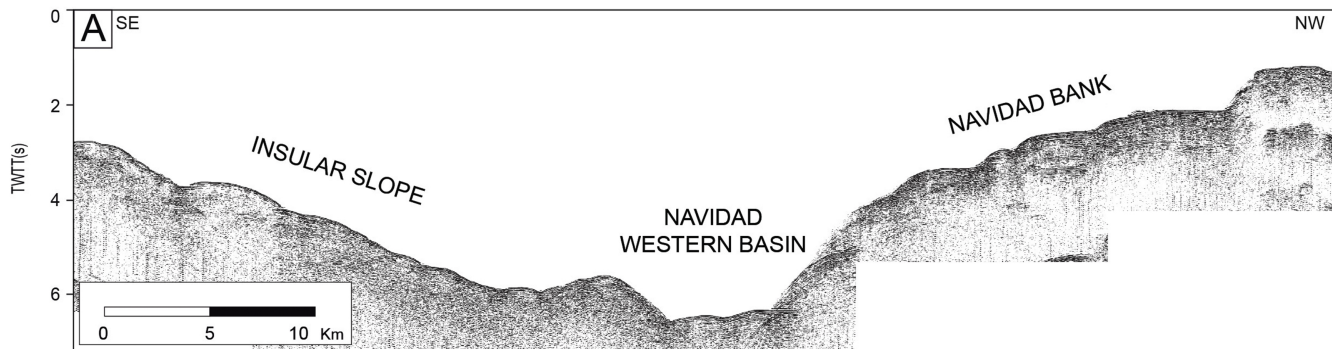 A SE
NW
0
2
4
6
TWTT(s)
INSULAR SLOPE
NAVIDAD
WESTERN BASIN
NAVIDAD BANK
0 5 10 Km